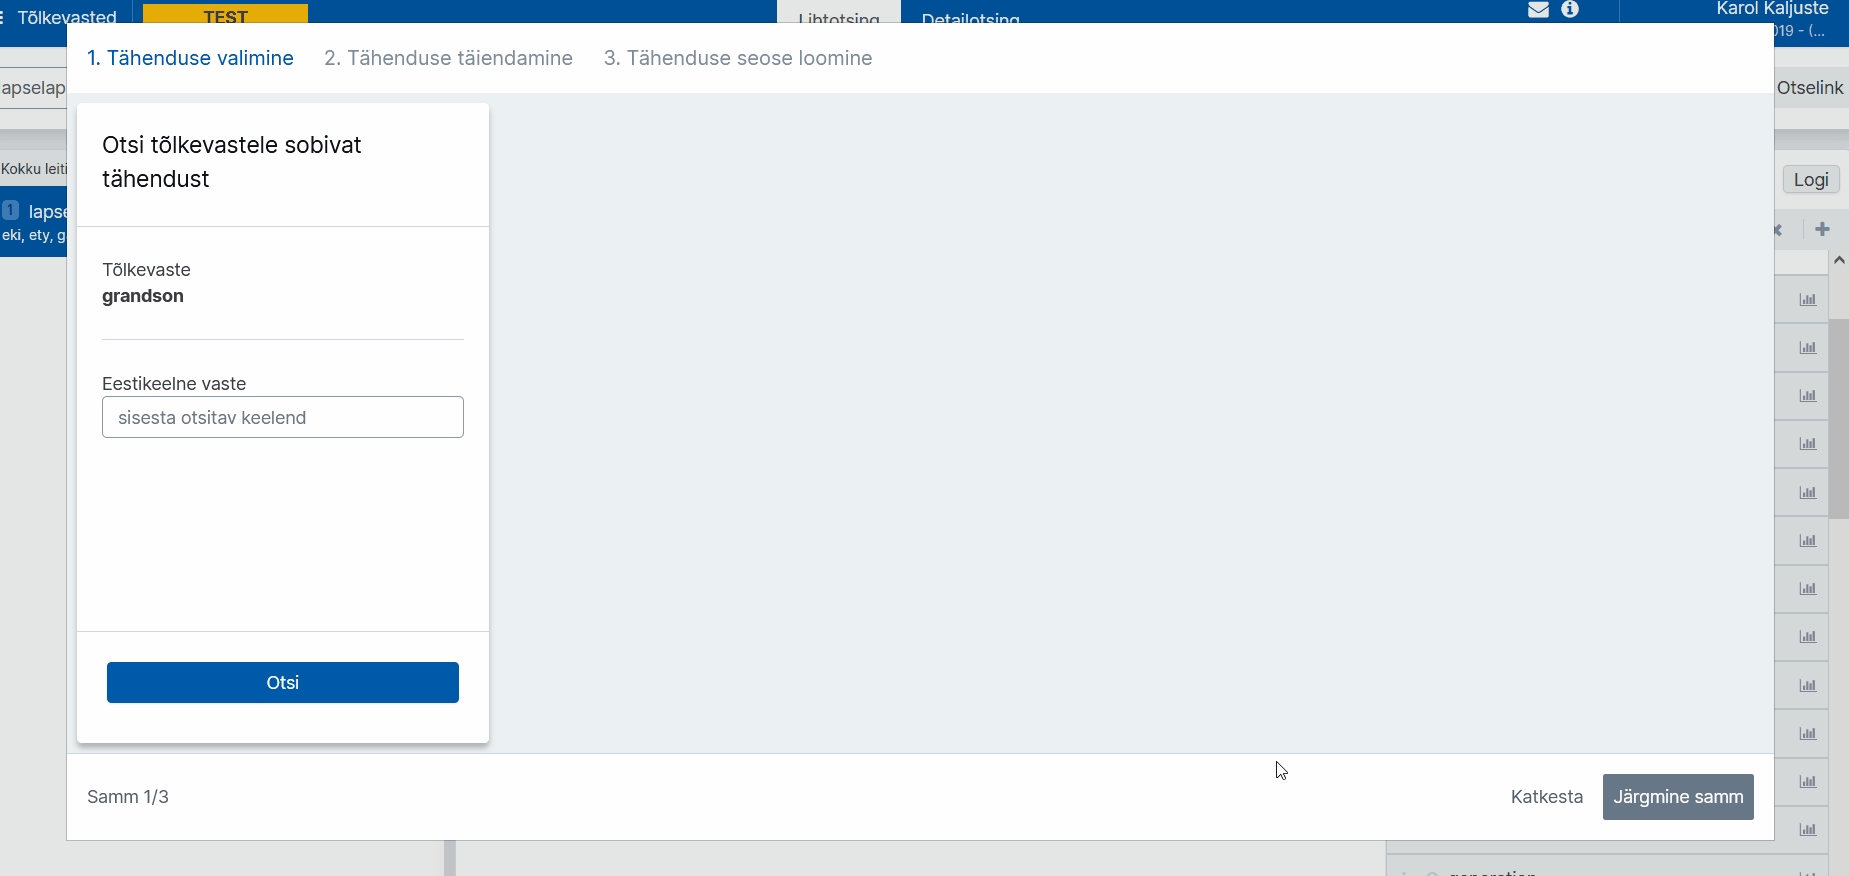 Tõlkevasted
TEST
Lihtotsing
Detailotsing
Karol Kaljuste
1. Tähenduse valimine 2. Tähenduse täiendamine 3. Tähenduse seose loomine
apselap
Otselink
Otsi tõlkevastele sobivat
tähendust
Kokku leiti
Logi
1 lapse
eki, ety, g
Tõlkevaste
grandson
Eestikeelne vaste
sisesta otsitav keelend
Otsi
Samm 1/3
Katkesta
Järgmine samm